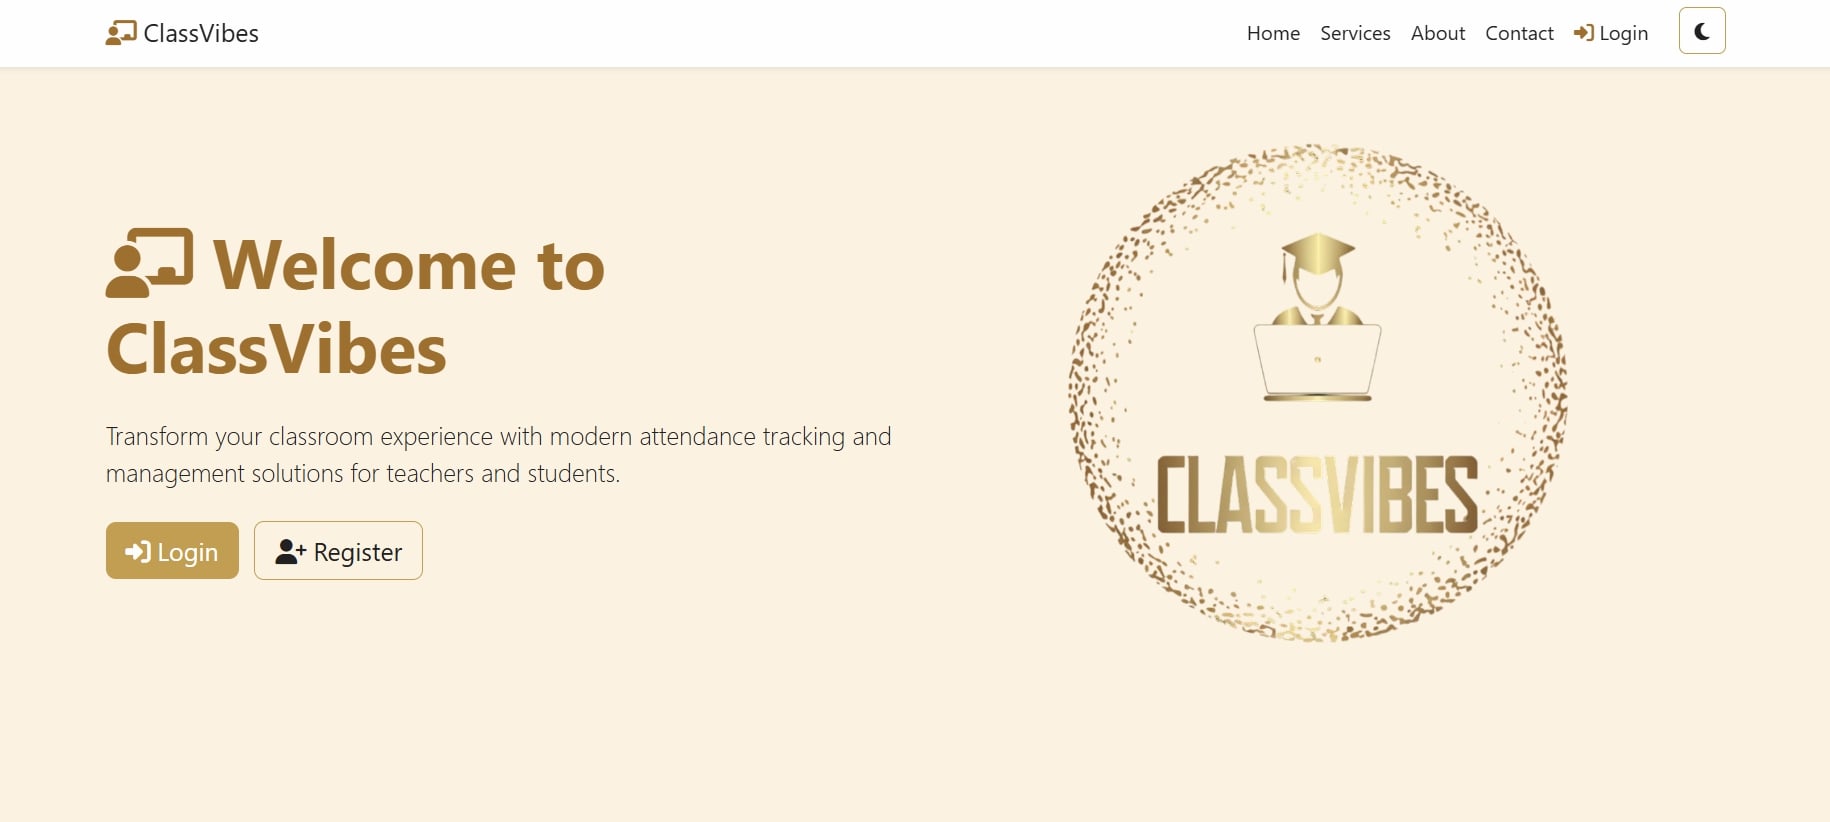 ClassVibes
Home Services About Contact Login
Welcome to
ClassVibes
Transform your classroom experience with modern attendance tracking and
management solutions for teachers and students.
Login Register
CLASSVIBES